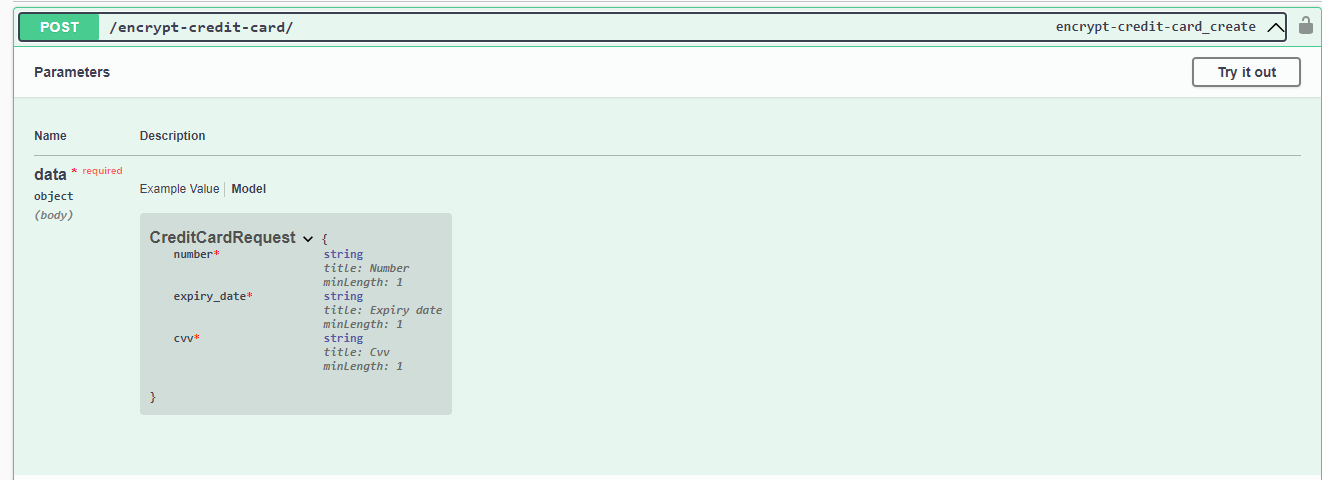 POST /encrypt-credit-card/ encrypt-credit-card_create
Parameters Try it out
Name Description
data * required
object
(body)
Example Value Model
CreditCardRequest {
number* string
title: Number
minLength: 1
expiry_date* string
title: Expiry date
minLength: 1
cvv* string
title: Cvv
minLength: 1
}